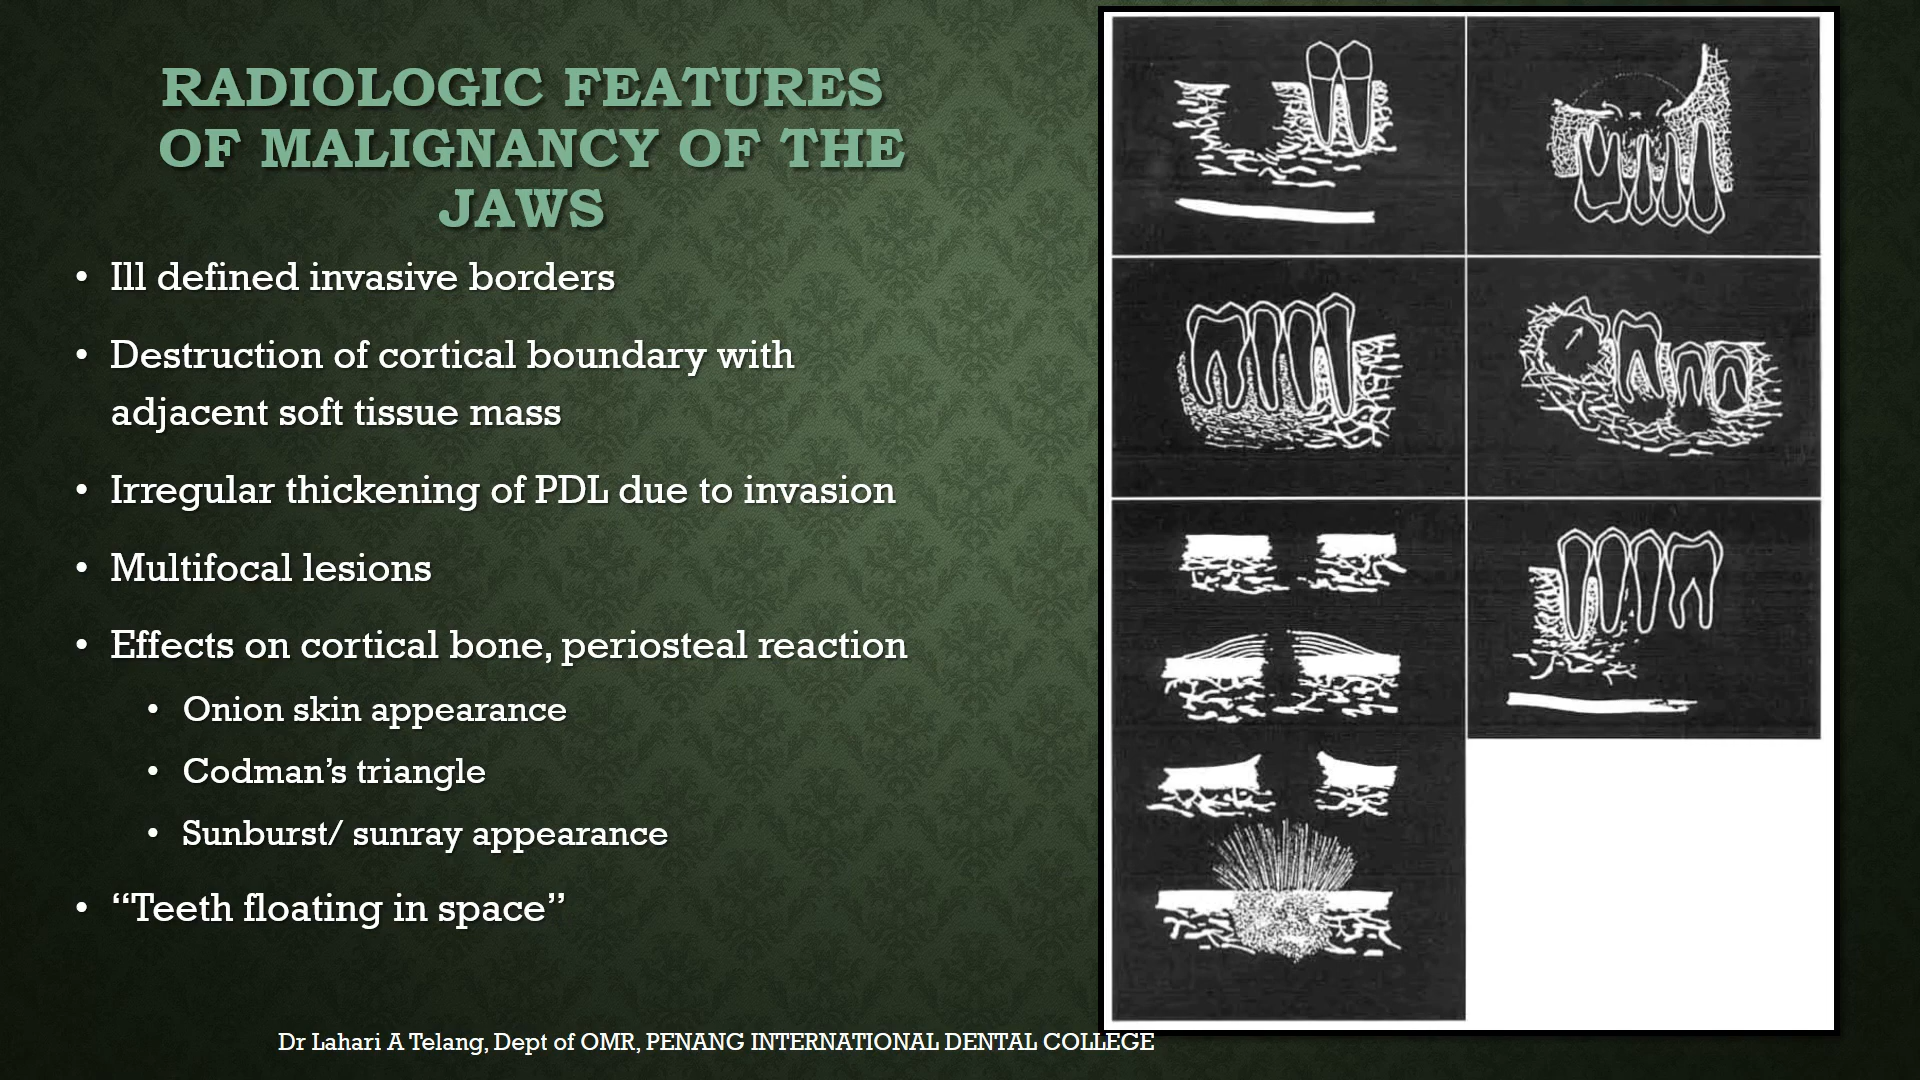 RADIOLOGIC FEATURES
OF MALIGNANCY OF THE
JAWS
• Ill defined invasive borders
• Destruction of cortical boundary with
adjacent soft tissue mass
• Irregular thickening of PDL due to invasion
• Multifocal lesions
• Effects on cortical bone, periosteal reaction
• Onion skin appearance
• Codman’s triangle
• Sunburst/ sunray appearance
• “Teeth floating in space”
Dr Lahari A Telang, Dept of OMR, PENANG INTERNATIONAL DENTAL COLLEGE